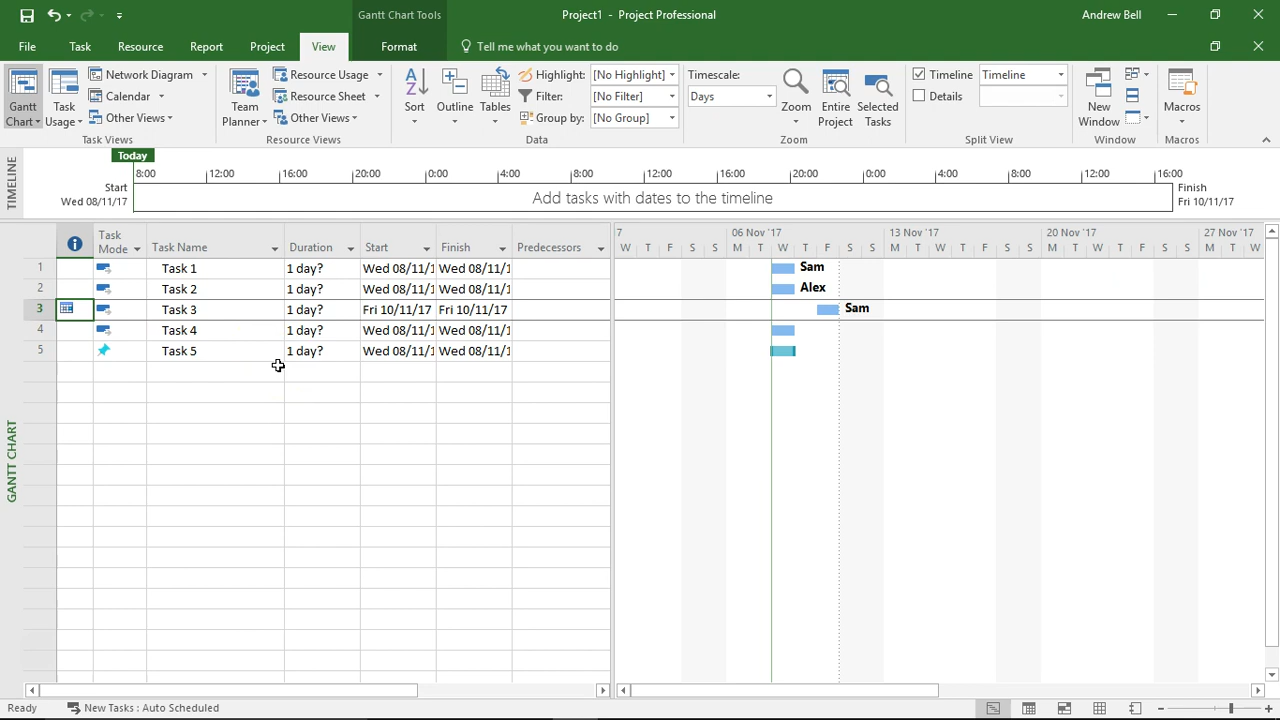 Gantt Chart Tools
Project1 - Project Professional
Andrew Bell
File Task Resource Report Project View Format Tell me what you want to do
Gantt Chart
Task Usage
Network Diagram
Calendar
Other Views
Task Views
Team Planner
Resource Usage
Resource Sheet
Other Views
Resource Views
Sort
Outline
Tables
Highlight: [No Highlight]
Filter: [No Filter]
Group by: [No Group]
Data
Timescale:
Days
Zoom
Entire Project
Selected Tasks
Zoom
Timeline Timeline
Details
Split View
New Window
Window
Macros
Macros
TIMELINE
Today
8:00 12:00 16:00 20:00 0:00 4:00 8:00 12:00 16:00 20:00 0:00 4:00 8:00 12:00 16:00
Start
Wed 08/11/17
Add tasks with dates to the timeline
Finish
Fri 10/11/17
GANTT CHART
Task Mode Task Name Duration Start Finish Predecessors
7 06 Nov '17 13 Nov '17 20 Nov '17 27 Nov '17
W T F S S M T W T F S S M T W T F S S M T W T F S S M T W
1 Task 1 1 day? Wed 08/11/1 Wed 08/11/1 Sam
2 Task 2 1 day? Wed 08/11/1 Wed 08/11/1 Alex
3 Task 3 1 day? Fri 10/11/17 Fri 10/11/17 Sam
4 Task 4 1 day? Wed 08/11/1 Wed 08/11/1
5 Task 5 1 day? Wed 08/11/1 Wed 08/11/1
Ready New Tasks : Auto Scheduled